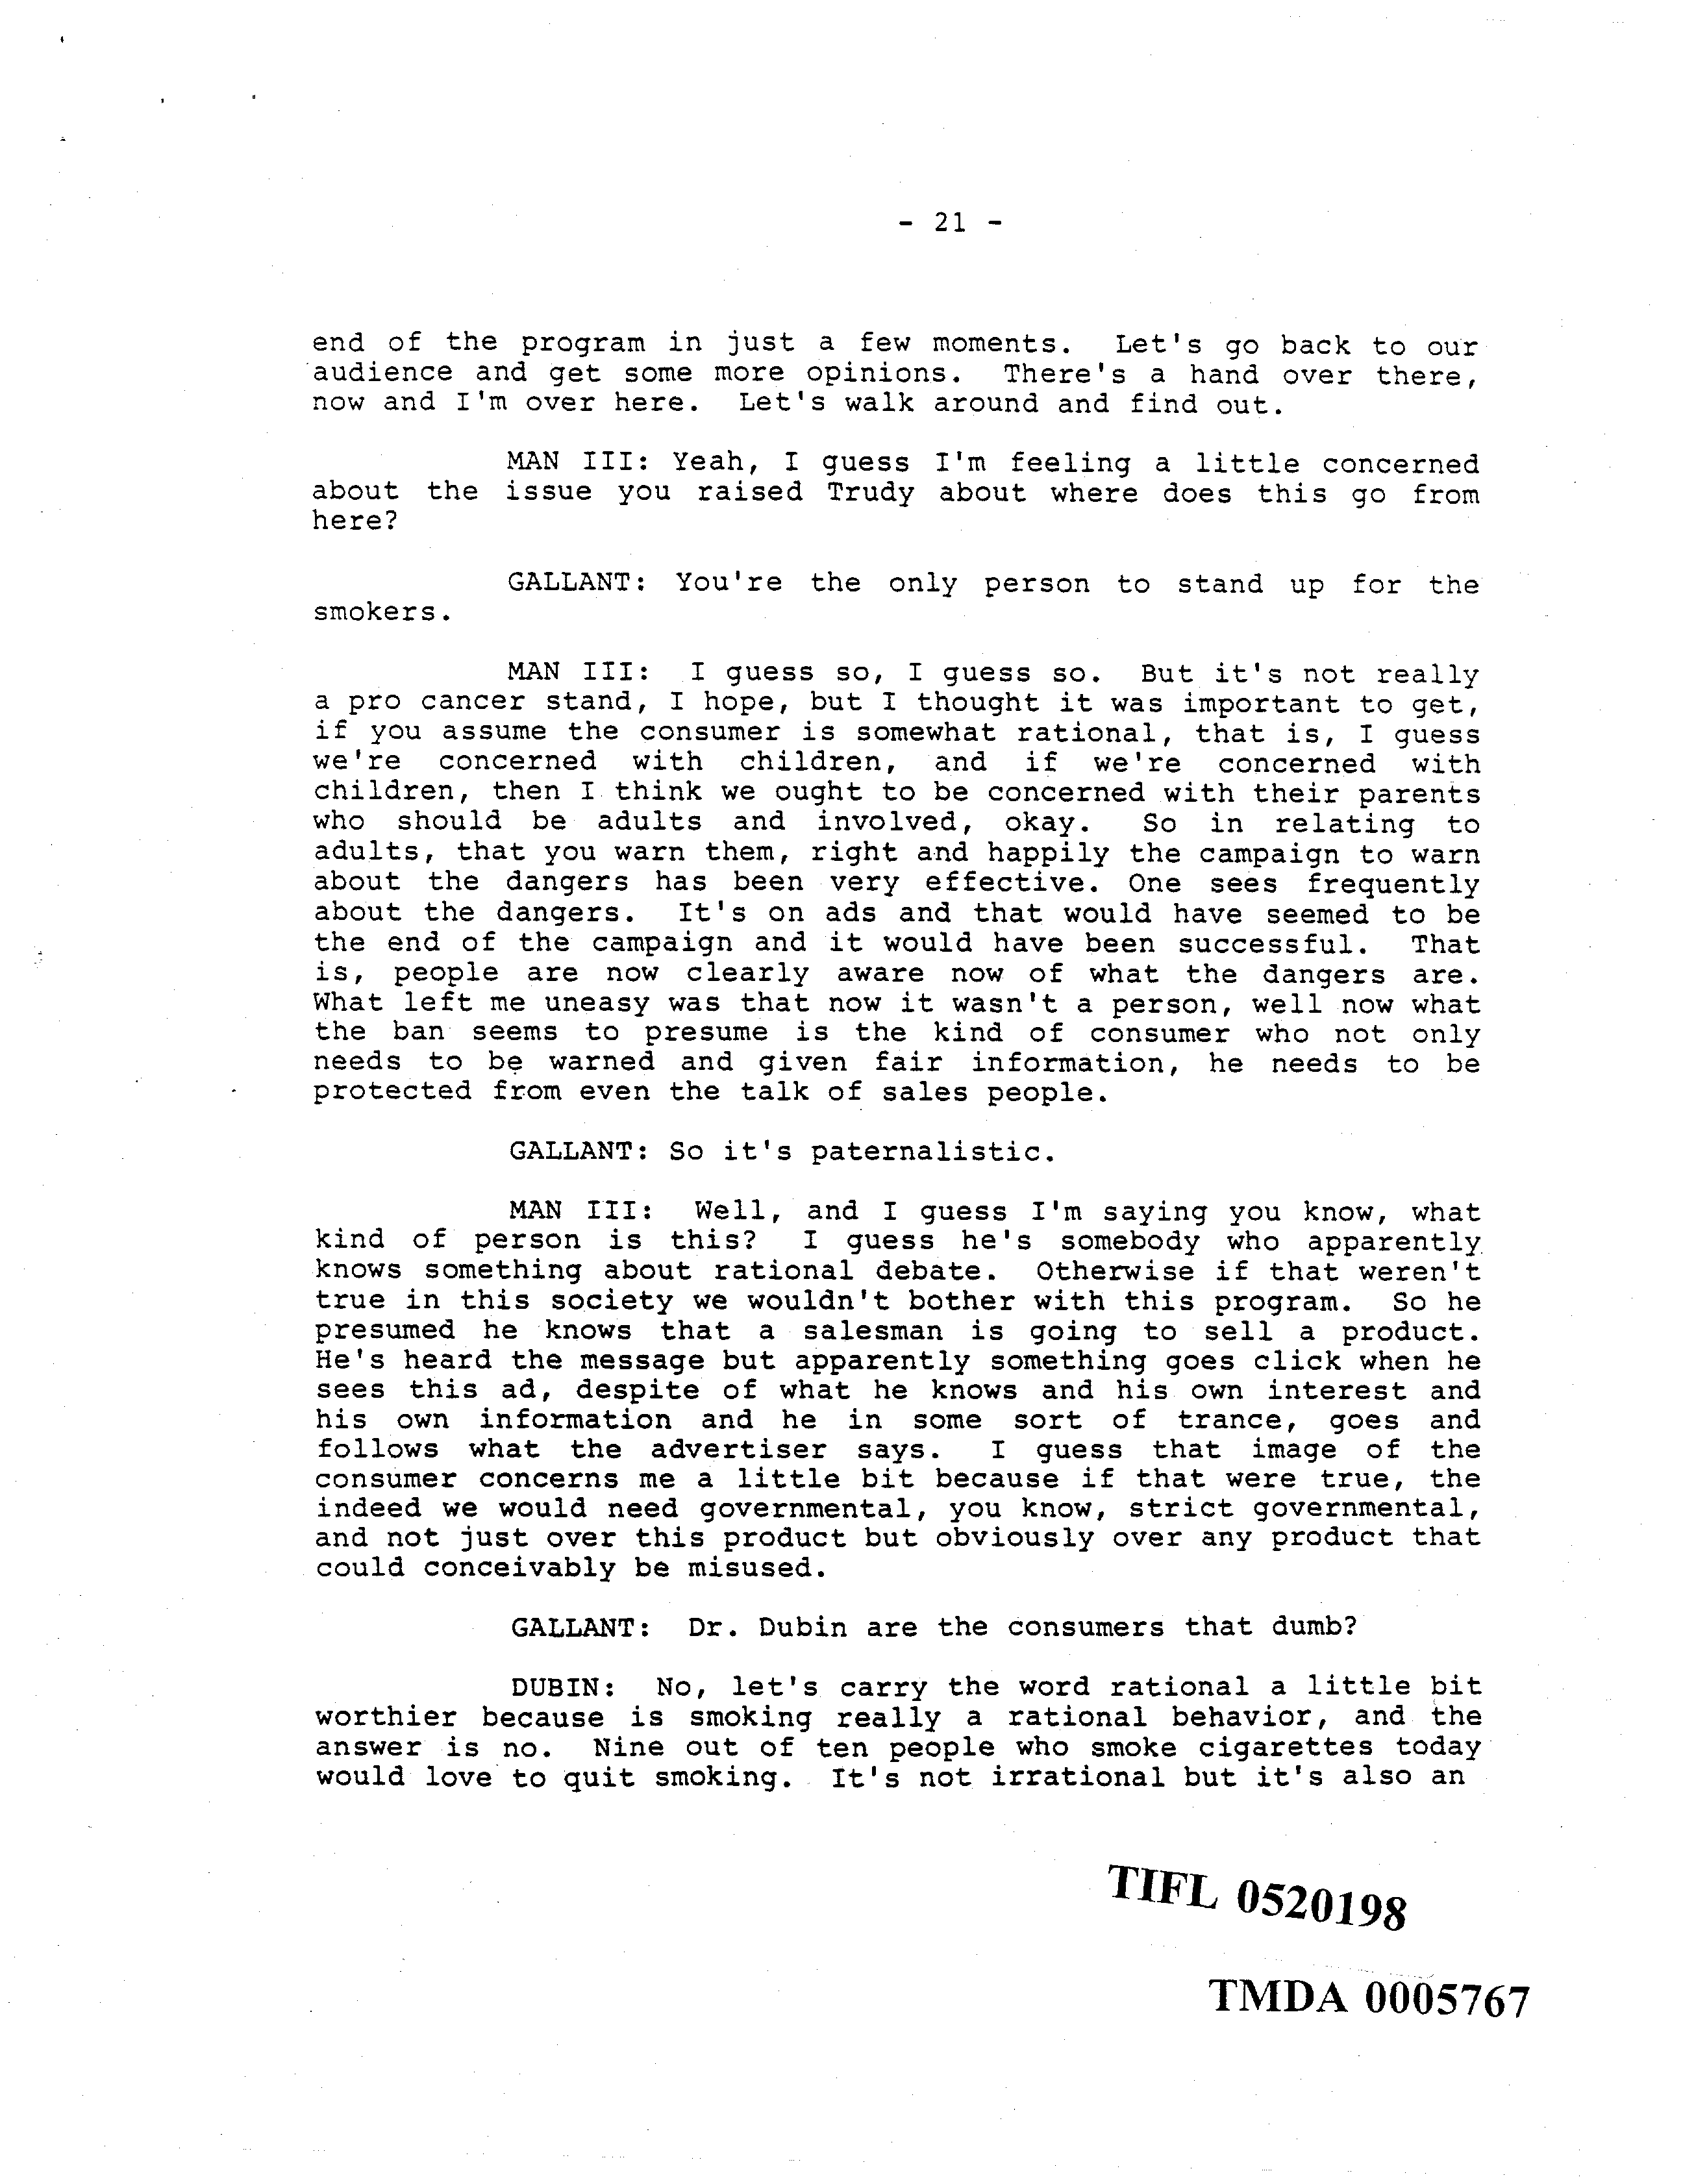 - 21 -
end of the program in just a few moments. Let's go back to our
audience and get some more opinions. There's a hand over there,
now and I'm over here. Let's walk around and find out.
MAN III: Yeah, I guess I'm feeling a little concerned
about the issue you raised Trudy about where does this go from
here?
GALLANT: You're the only person to stand up for the
smokers.
MAN III: I guess so, I guess so. But it's not really
a pro cancer stand, I hope, but I thought it was important to get,
if you assume the consumer is somewhat rational, that is, I guess
we're concerned with children, and if we're concerned with
children, then I think we ought to be concerned with their parents
who should be adults and involved, okay. So in relating to
adults, that you warn them, right and happily the campaign to warn
about the dangers has been very effective. One sees frequently
about the dangers. It's on ads and that would have seemed to be
the end of the campaign and it would have been successful. That
is, people are now clearly aware now of what the dangers are.
What left me uneasy was that now it wasn't a person, well now what
the ban seems to presume is the kind of consumer who not only
needs to be warned and given fair information, he needs to be
protected from even the talk of sales people.
GALLANT: So it's paternalistic.
MAN III: Well, and I guess I'm saying you know, what
kind of person is this? I guess he's somebody who apparently
knows something about rational debate. Otherwise if that weren't
true in this society we wouldn't bother with this program. So he
presumed he knows that a salesman is going to sell a product.
He's heard the message but apparently something goes click when he
sees this ad, despite of what he knows and his own interest and
his own information and he in some sort of trance, goes and
follows what the advertiser says. I guess that image of the
consumer concerns me a little bit because if that were true, the
indeed we would need governmental, you know, strict governmental,
and not just over this product but obviously over any product that
could conceivably be misused.
GALLANT: Dr. Dubin are the consumers that dumb?
DUBIN: No, let's carry the word rational a little bit
worthier because is smoking really a rational behavior, and the
answer is no. Nine out of ten people who smoke cigarettes today
would love to quit smoking. It's not irrational but it's also an
TIFL 0520198
TMDA 0005767